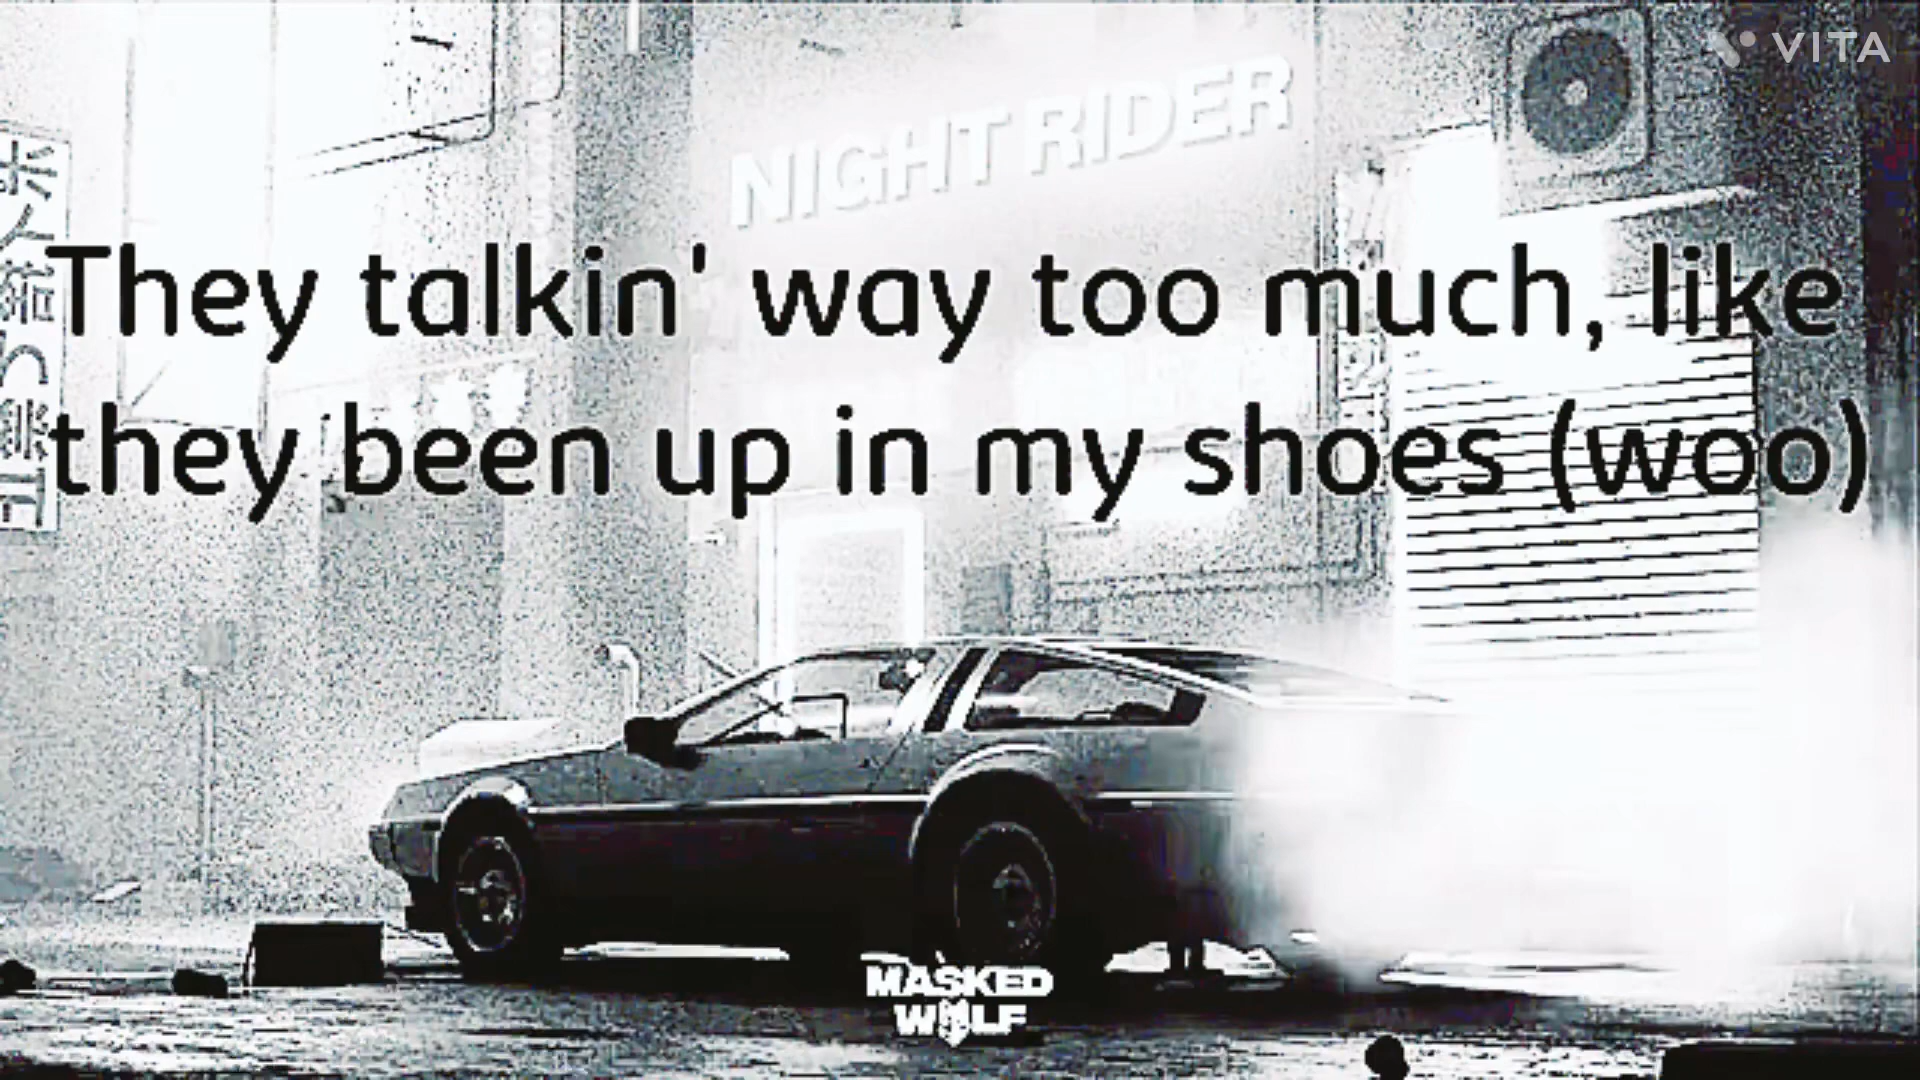 VITA
NIGHT RIDER
They talkin' way too much, like
they been up in my shoes (woo)
MASKED
WOLF